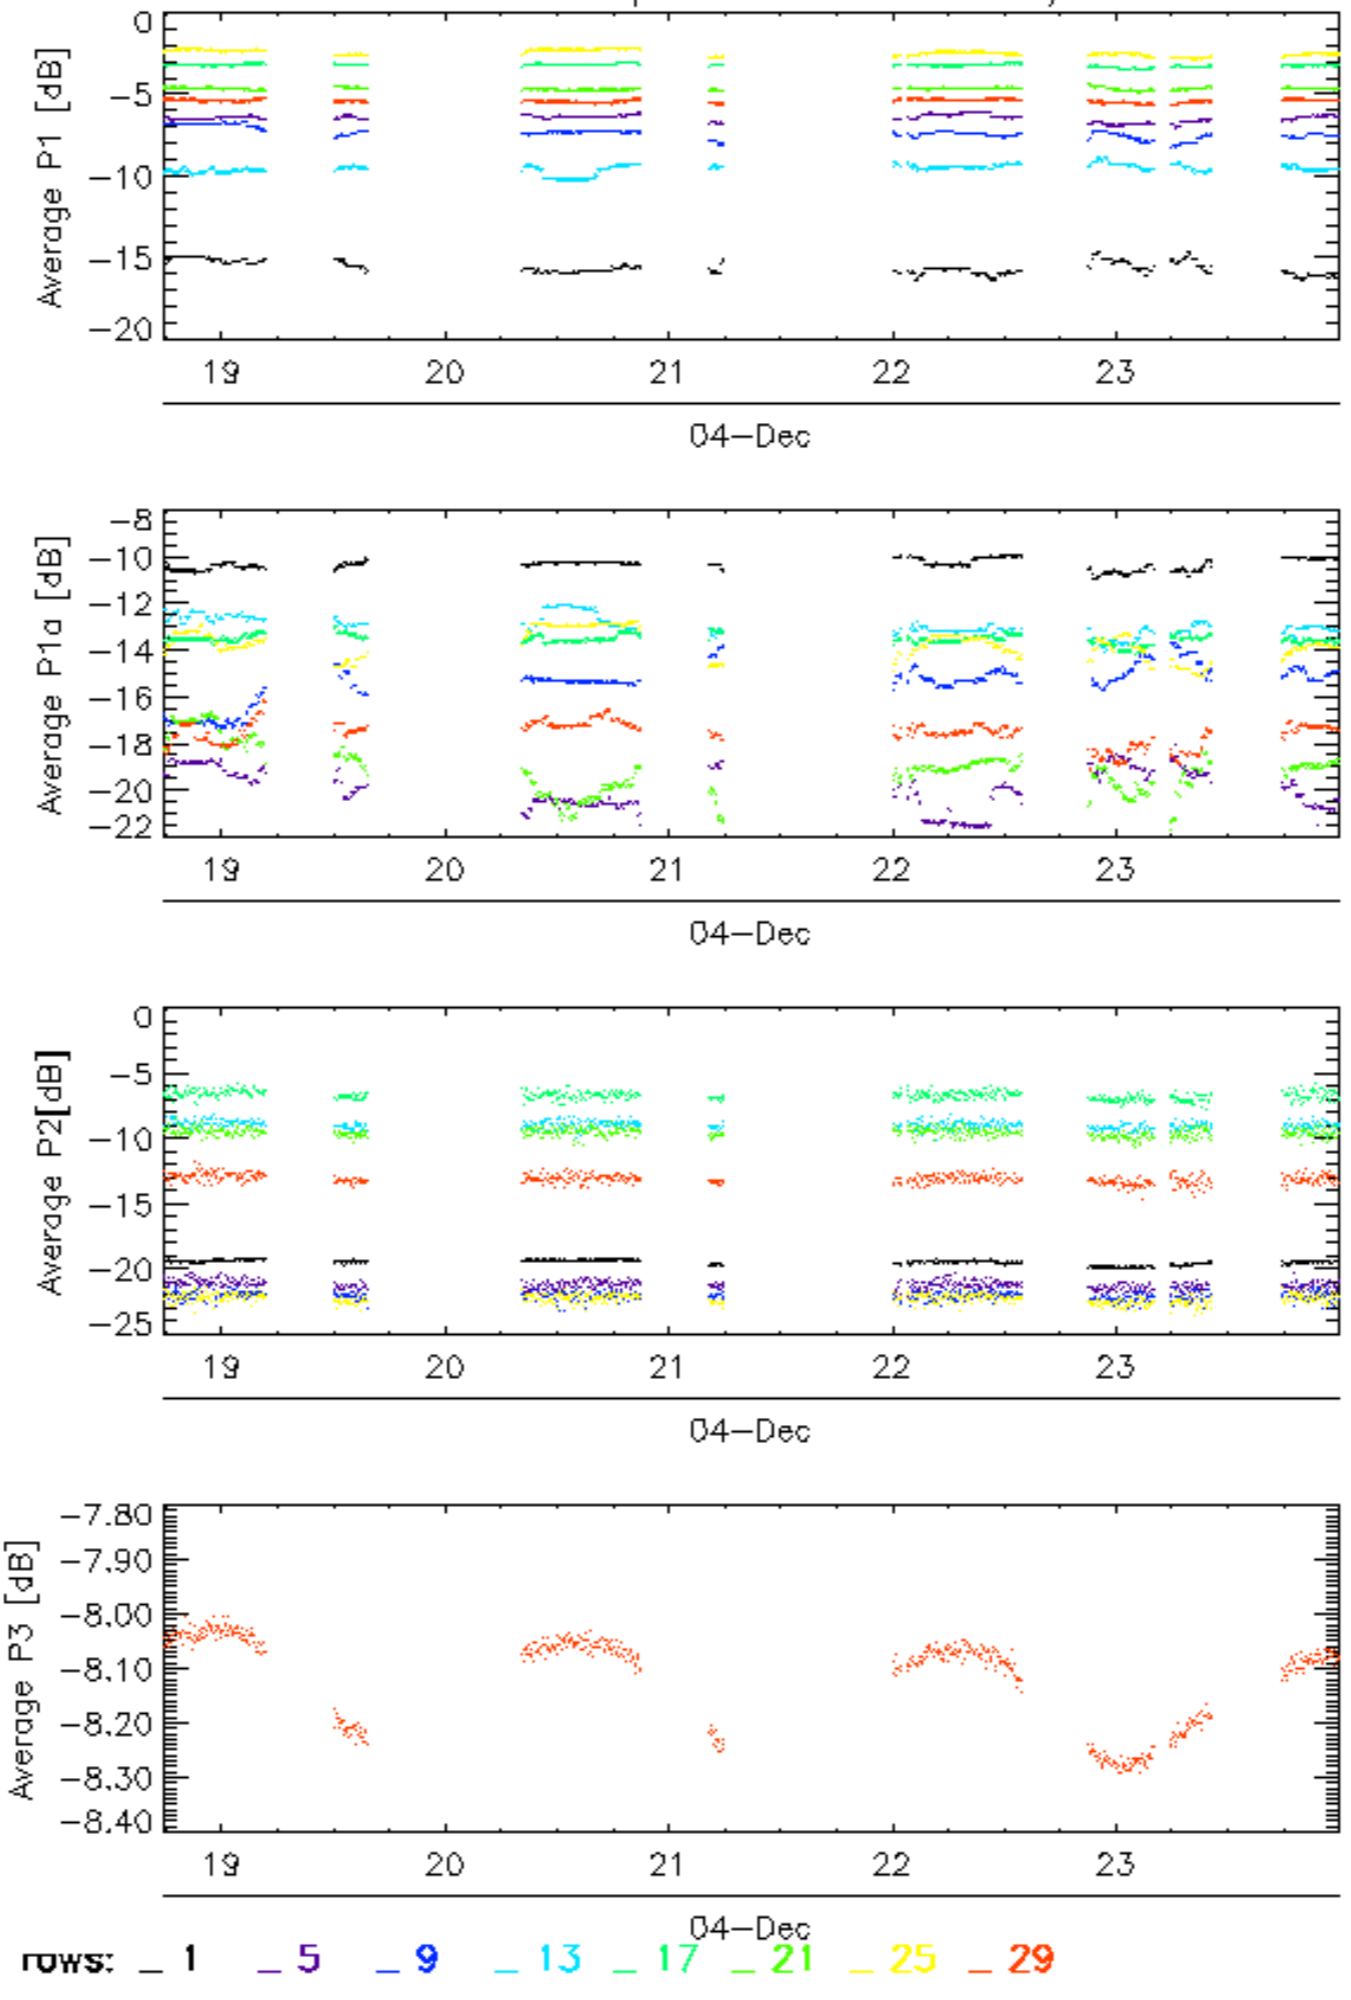 Average P1 [dB]
0
−5
−10
−15
−20
19 20 21 22 23
04−Dec
Average P1a [dB]
−8
−10
−12
−14
−16
−18
−20
−22
19 20 21 22 23
04−Dec
Average P2[dB]
0
−5
−10
−15
−20
−25
19 20 21 22 23
04−Dec
Average P3 [dB]
−7.80
−7.90
−8.00
−8.10
−8.20
−8.30
−8.40
19 20 21 22 23
04−Dec
rows: _ 1 _ 5 _ 9 _ 13 _ 17 _ 21 _ 25 _ 29